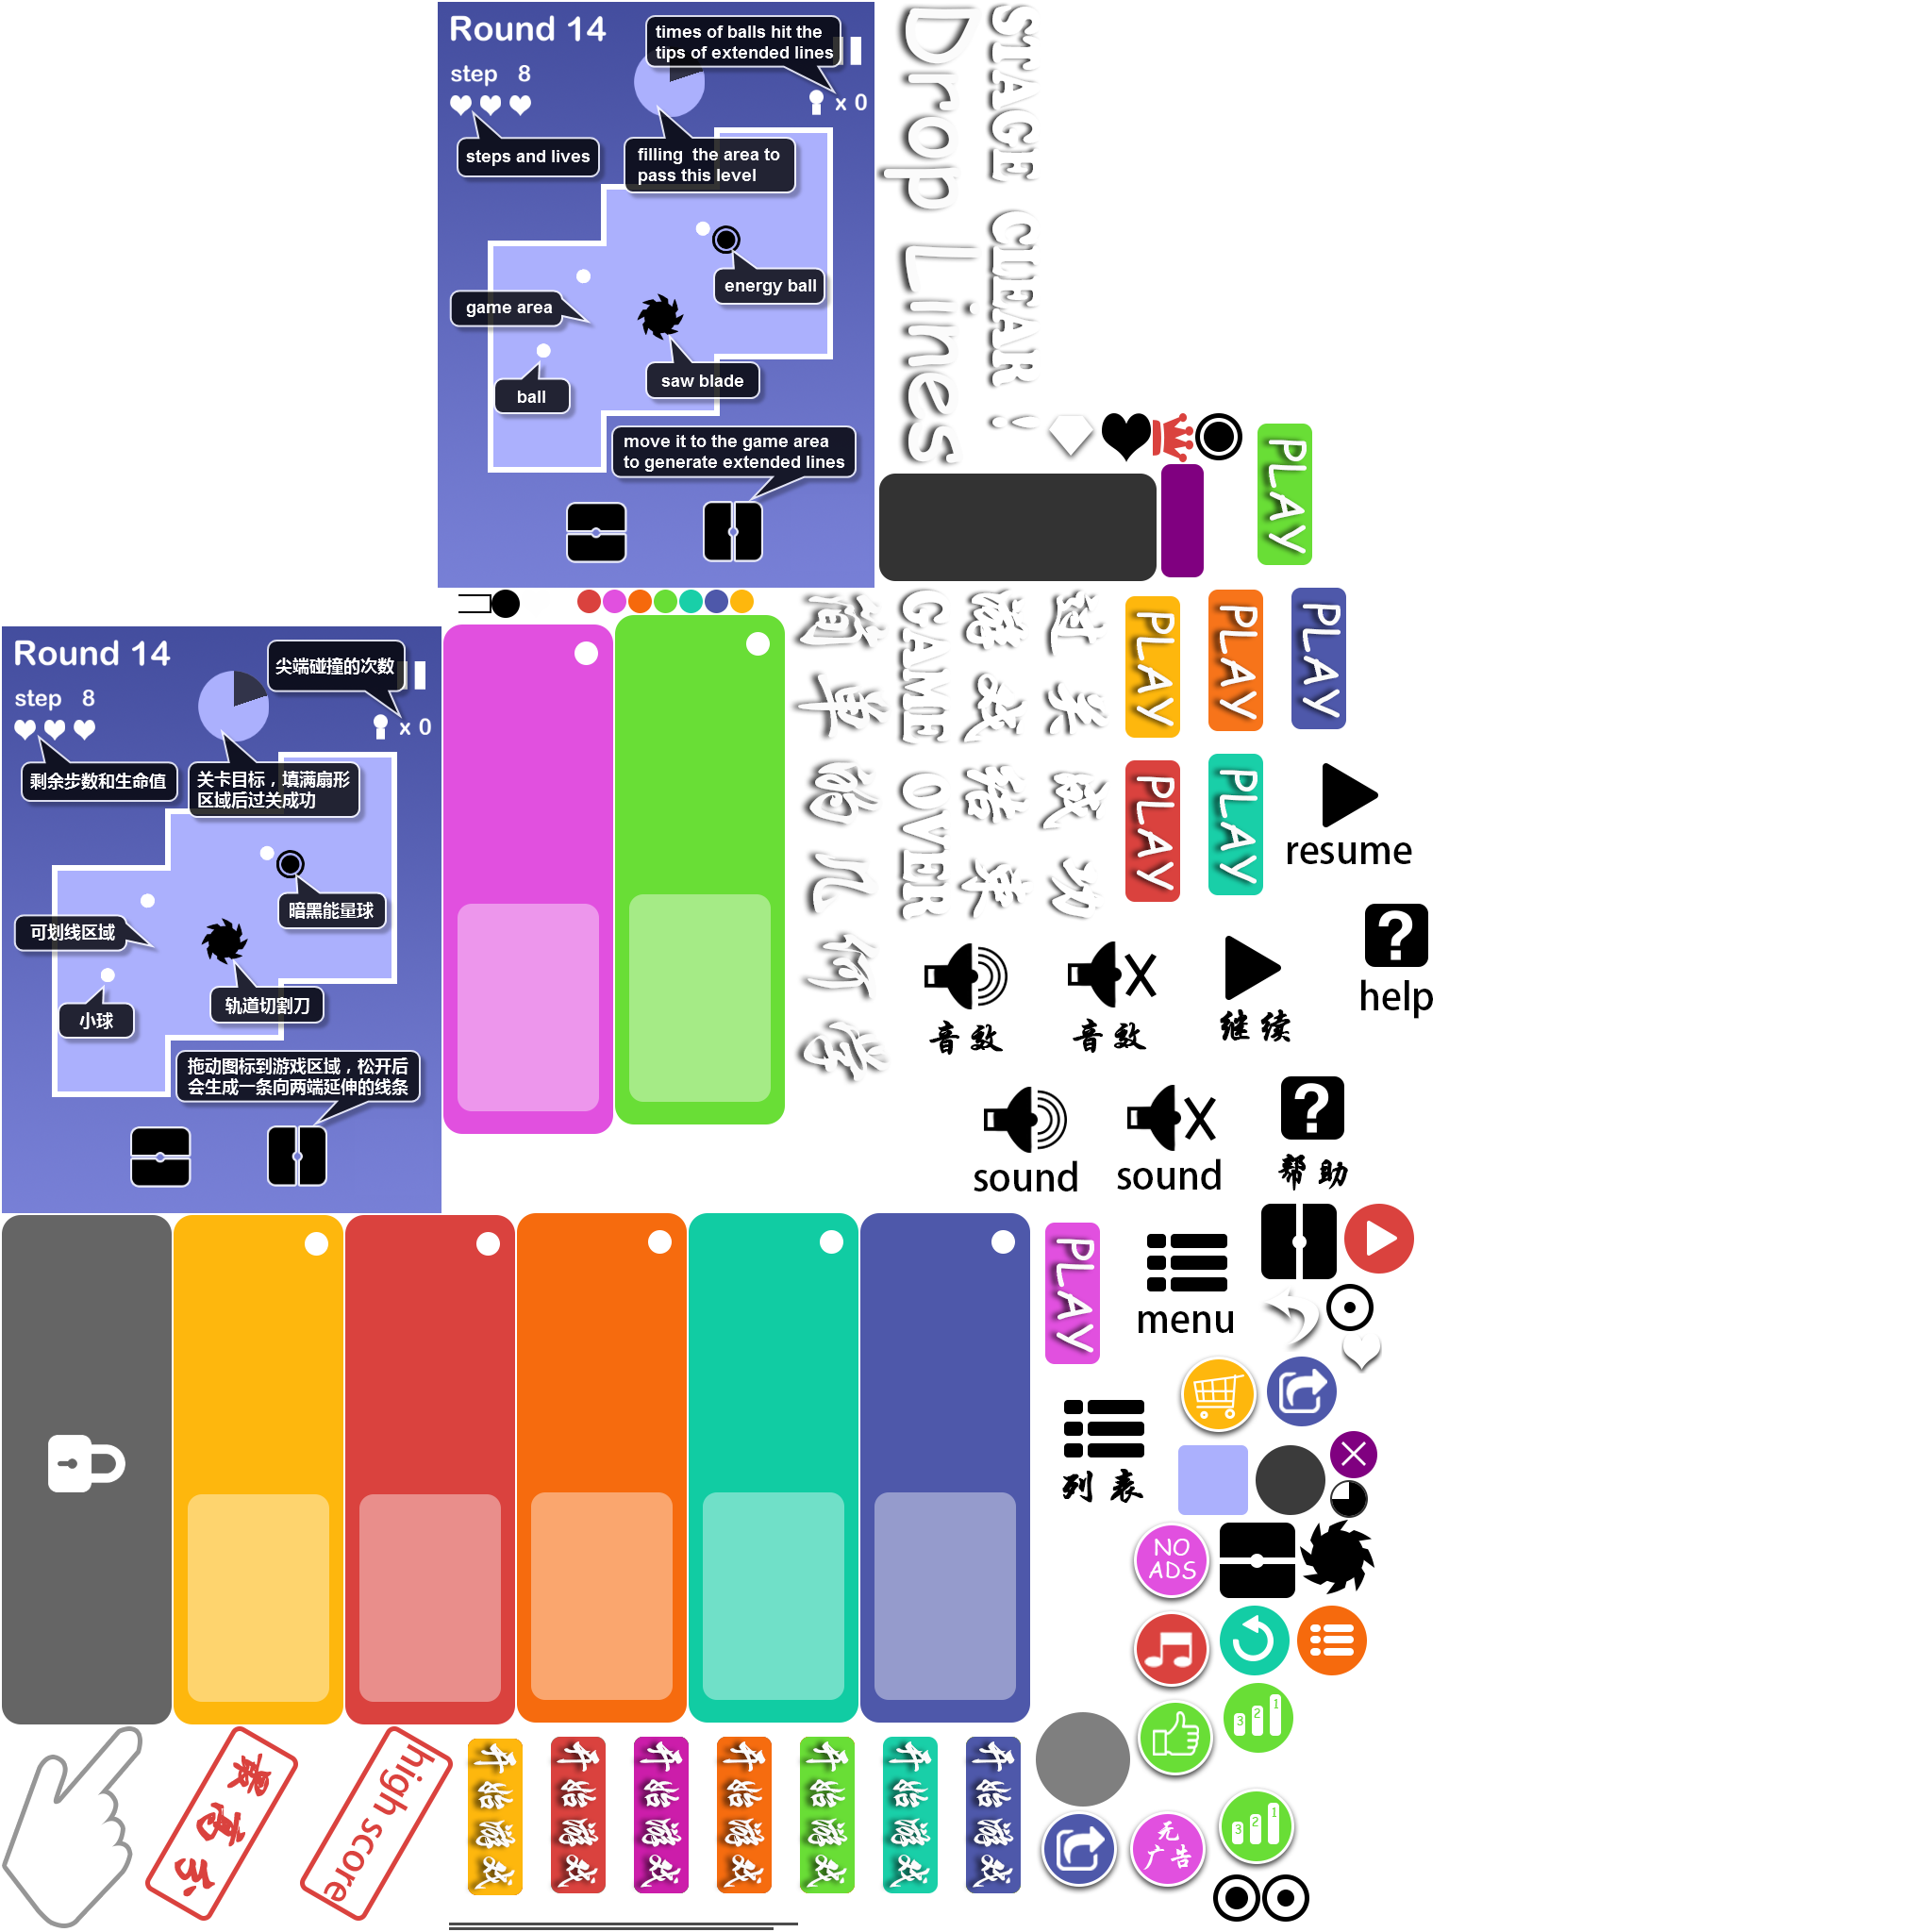 Round 14
step 8
times of balls hit the
tips of extended lines
x 0
steps and lives
filling the area to
pass this level
energy ball
game area
saw blade
ball
move it to the game area
to generate extended lines
Drop Lines
STAGE CLEAR !
PLAY
Round 14
step 8
尖端碰撞的次数
x 0
剩余步数和生命值
关卡目标，填满扇形
区域后过关成功
暗黑能量球
可划线区域
轨道切割刀
小球
拖动图标到游戏区域，松开后
会生成一条向两端延伸的线条
简单的几何学
GAME OVER
游戏结束
过关成功
PLAY
PLAY
PLAY
PLAY
PLAY
resume
help
音效
音效
继续
sound
sound
帮助
PLAY
menu
列表
NO
ADS
1
2
3
最高分
high score
开始游戏
开始游戏
开始游戏
开始游戏
开始游戏
开始游戏
开始游戏
无
广告
1
2
3